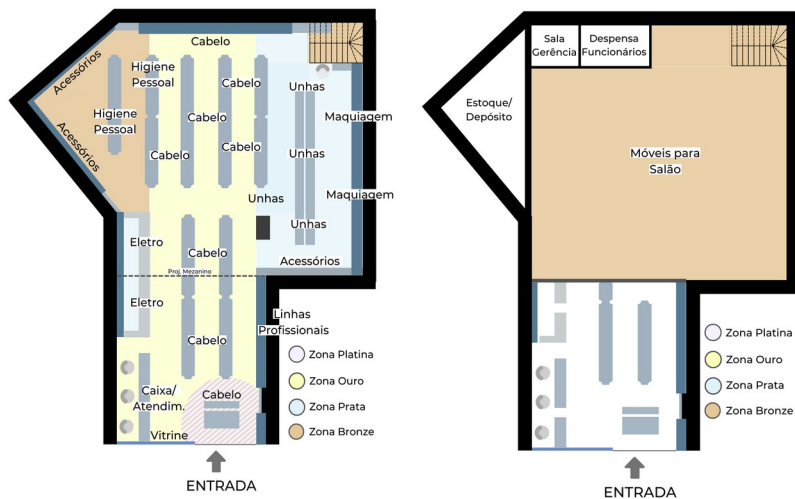 Cabelo
Acessórios
Higiene
Pessoal
Cabelo
Unhas
Higiene
Pessoal
Cabelo
Maquiagem
Acessórios
Cabelo
Cabelo
Unhas
Maquiagem
Unhas
Unhas
Eletro
Cabelo
Acessórios
Proj. Mezanino
Eletro
Cabelo
Linhas
Profissionais
Zona Platina
Zona Ouro
Zona Prata
Zona Bronze
Caixa/
Atendim.
Cabelo
Vitrine
ENTRADA
Sala
Gerência
Despensa
Funcionários
Estoque/
Depósito
Móveis para
Salão
Zona Platina
Zona Ouro
Zona Prata
Zona Bronze
ENTRADA